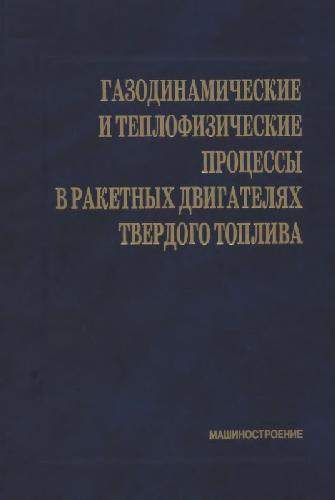 ГАЗОДИНАМИЧЕСКИЕ
И ТЕПЛОФИЗИЧЕСКИЕ
ПРОЦЕССЫ
В РАКЕТНЫХ ДВИГАТЕЛЯХ
ТВЕРДОГО ТОПЛИВА
МАШИНОСТРОЕНИЕ